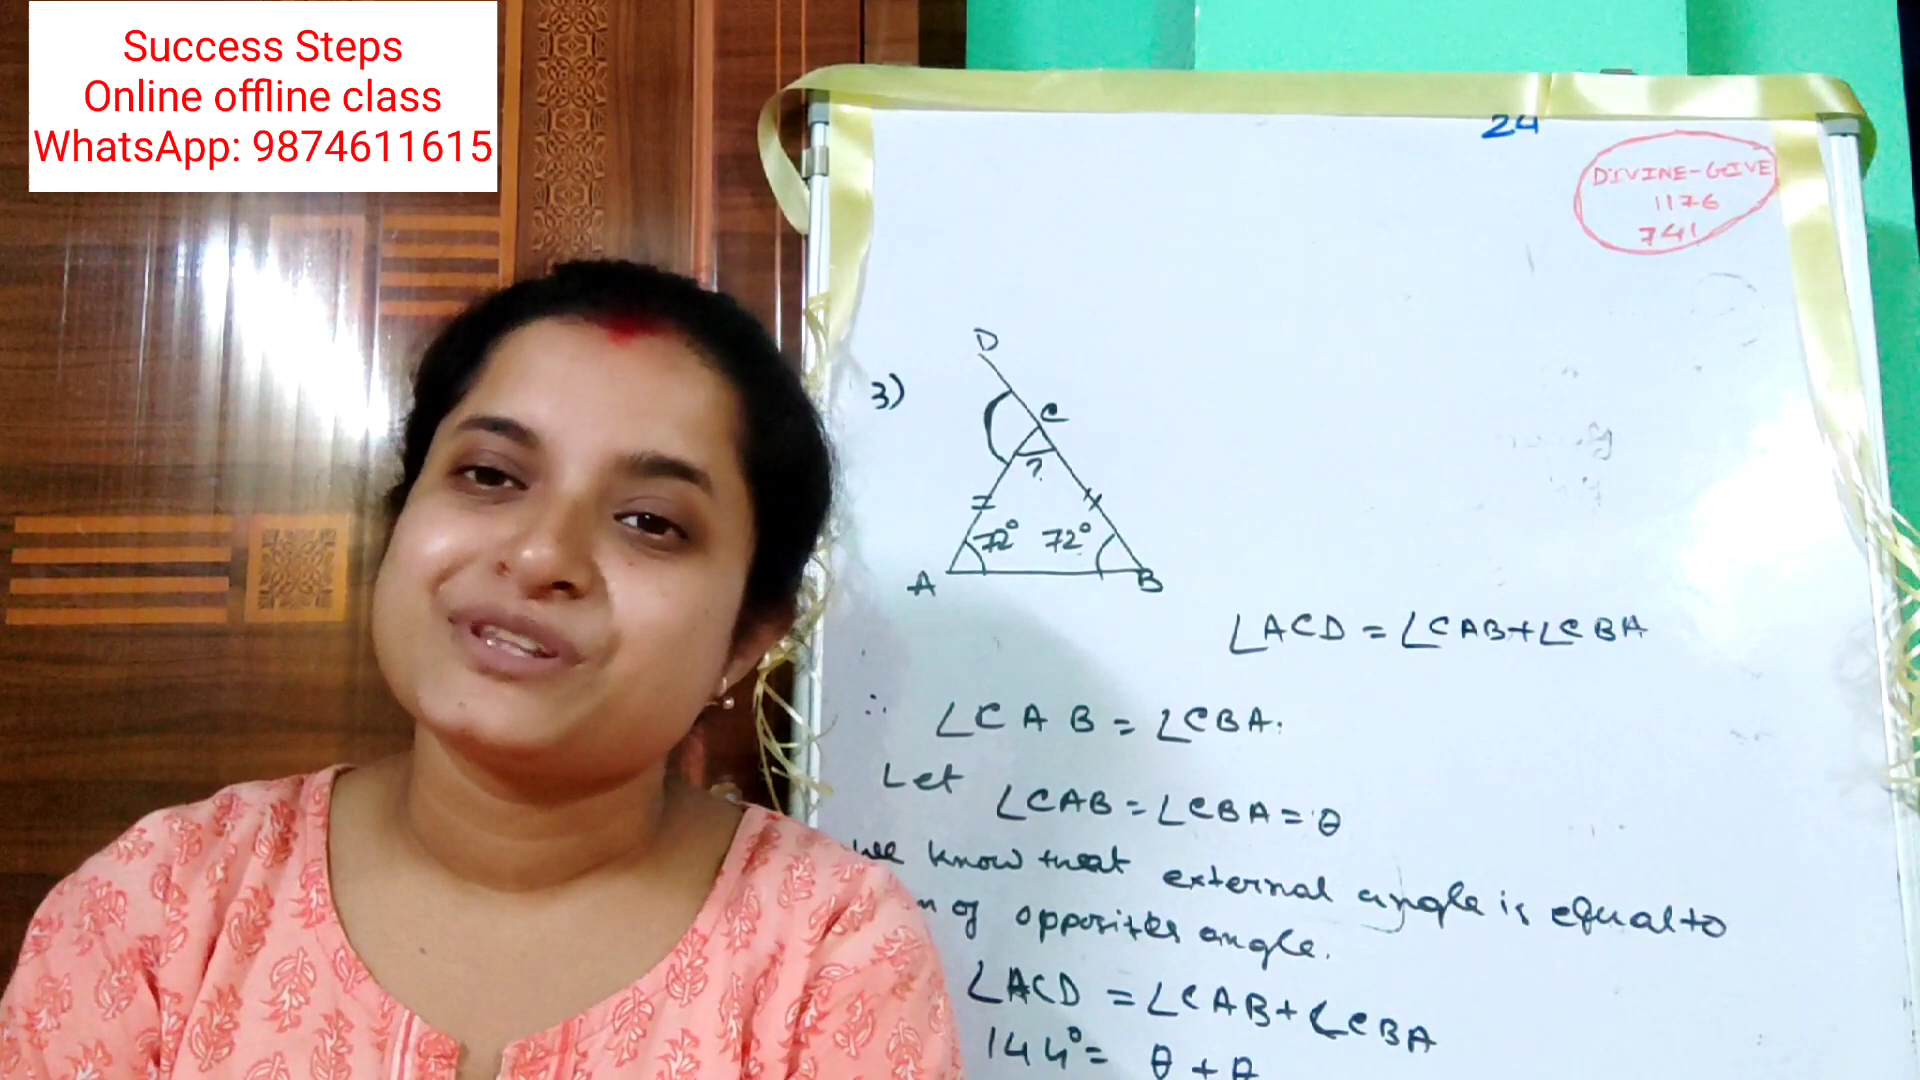 Success Steps
Online offline class
WhatsApp: 9874611615
24
DIVINE-GIVE
1176
741
3)
D
C
?
72° 72°
A B
∠ACD = ∠CAB+∠CBA
∴ ∠CAB = ∠CBA.
Let ∠CAB = ∠CBA = θ
know that external angle is equal to
of opposites angle.
∠ACD = ∠CAB+∠CBA
144° = θ + θ